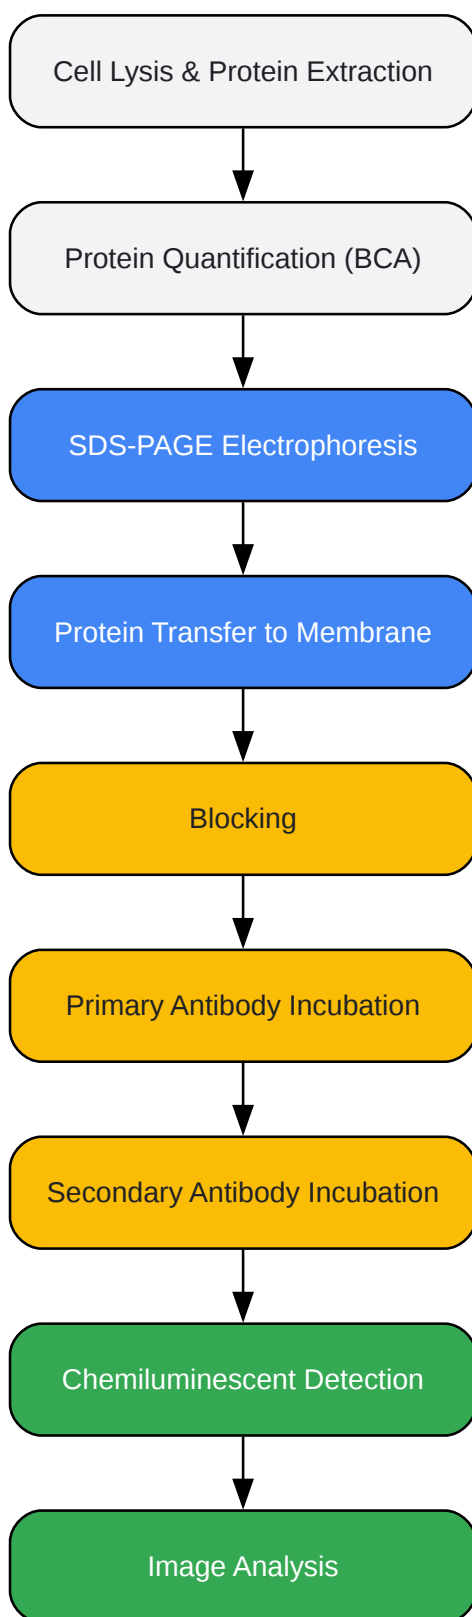 Cell Lysis & Protein Extraction
Protein Quantification (BCA)
SDS-PAGE Electrophoresis
Protein Transfer to Membrane
Blocking
Primary Antibody Incubation
Secondary Antibody Incubation
Chemiluminescent Detection
Image Analysis